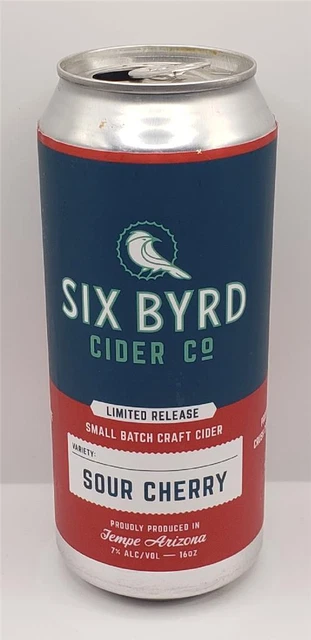 SIX BYRD
CIDER CO
LIMITED RELEASE
SMALL BATCH CRAFT CIDER
VARIETY:
SOUR CHERRY
PROUDLY PRODUCED IN
Tempe Arizona
7% ALC/VOL — 16OZ